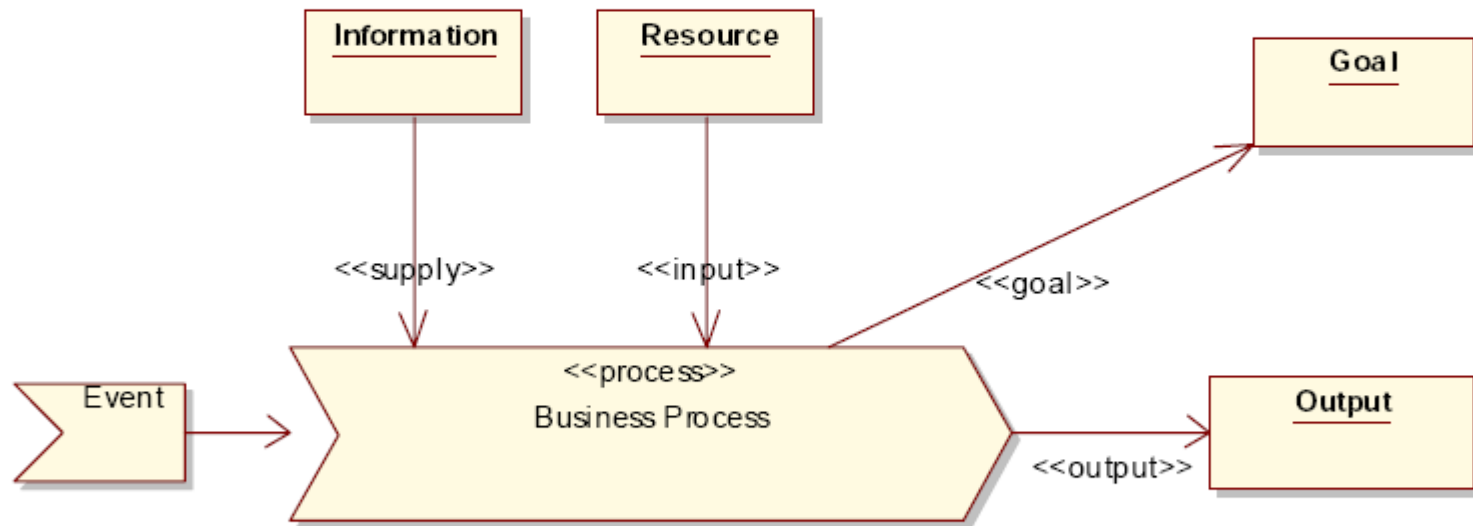 Information
Resource
Goal
<<supply>>
<<input>>
<<goal>>
<<process>>
Business Process
Event
Output
<<output>>